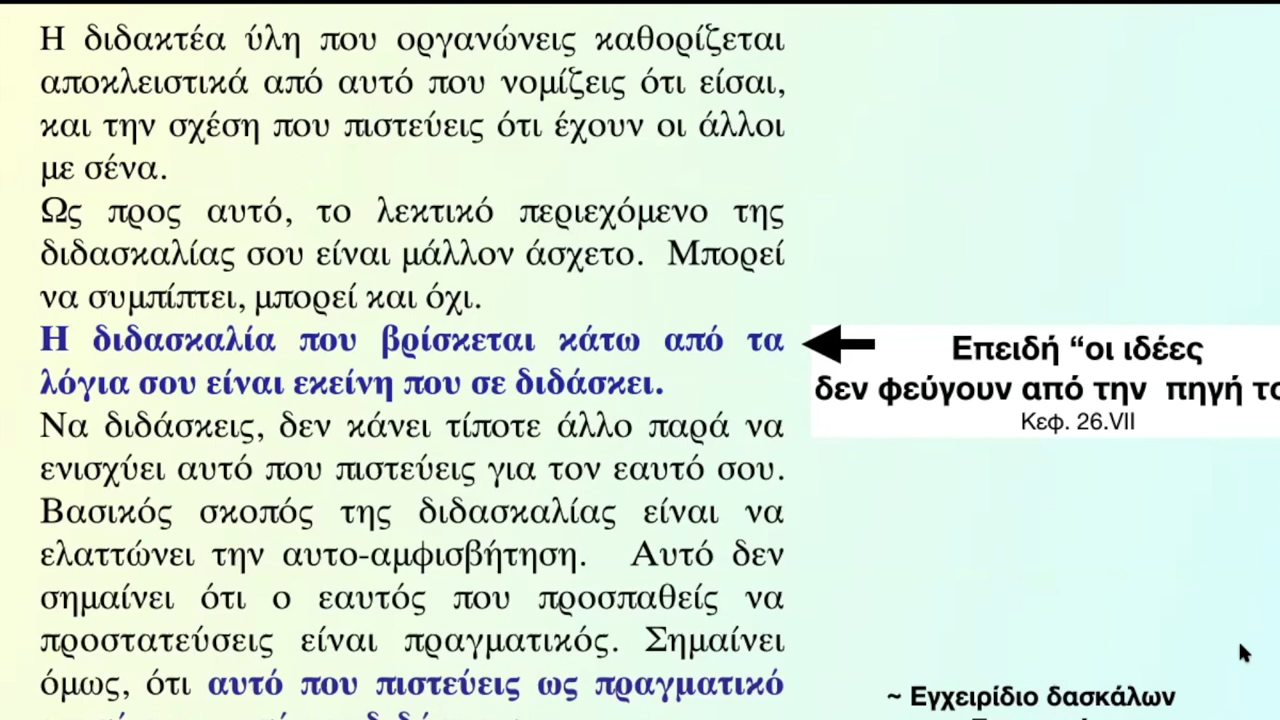 Η διδακτέα ύλη που οργανώνεις καθορίζεται
αποκλειστικά από αυτό που νομίζεις ότι είσαι,
και την σχέση που πιστεύεις ότι έχουν οι άλλοι
με σένα.
Ως προς αυτό, το λεκτικό περιεχόμενο της
διδασκαλίας σου είναι μάλλον άσχετο. Μπορεί
να συμπίπτει, μπορεί και όχι.
Η διδασκαλία που βρίσκεται κάτω από τα
λόγια σου είναι εκείνη που σε διδάσκει.
Να διδάσκεις, δεν κάνει τίποτε άλλο παρά να
ενισχύει αυτό που πιστεύεις για τον εαυτό σου.
Βασικός σκοπός της διδασκαλίας είναι να
ελαττώνει την αυτο-αμφισβήτηση. Αυτό δεν
σημαίνει ότι ο εαυτός που προσπαθείς να
προστατεύσεις είναι πραγματικός. Σημαίνει
όμως, ότι αυτό που πιστεύεις ως πραγματικό
Επειδή “οι ιδέες
δεν φεύγουν από την πηγή
Κεφ. 26.VII
~ Εγχειρίδιο δασκάλων